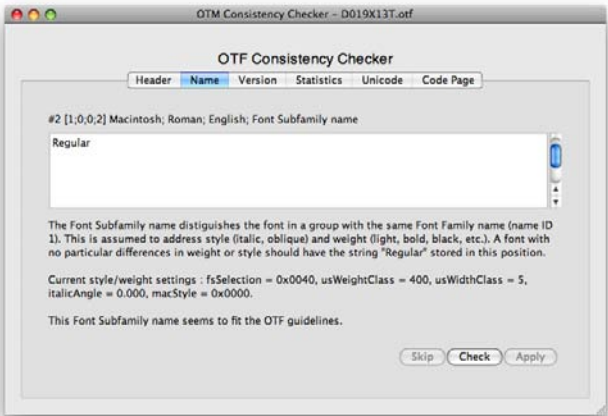 OTM Consistency Checker - D019X13T.otf
OTF Consistency Checker
Header Name Version Statistics Unicode Code Page
#2 [1;0;0;2] Macintosh; Roman; English; Font Subfamily name
Regular
The Font Subfamily name distiguishes the font in a group with the same Font Family name (name ID
1). This is assumed to address style (italic, oblique) and weight (light, bold, black, etc.). A font with
no particular differences in weight or style should have the string "Regular" stored in this position.
Current style/weight settings : fsSelection = 0x0040, usWeightClass = 400, usWidthClass = 5,
italicAngle = 0.000, macStyle = 0x0000.
This Font Subfamily name seems to fit the OTF guidelines.
Skip Check Apply